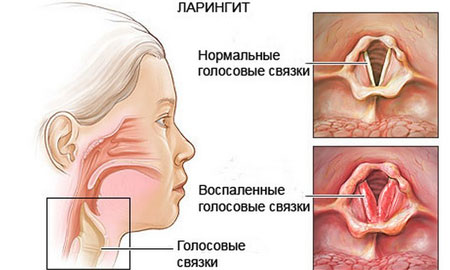 ЛАРИНГИТ
Нормальные
голосовые связки
Воспаленные
голосовые связки
Голосовые
связки